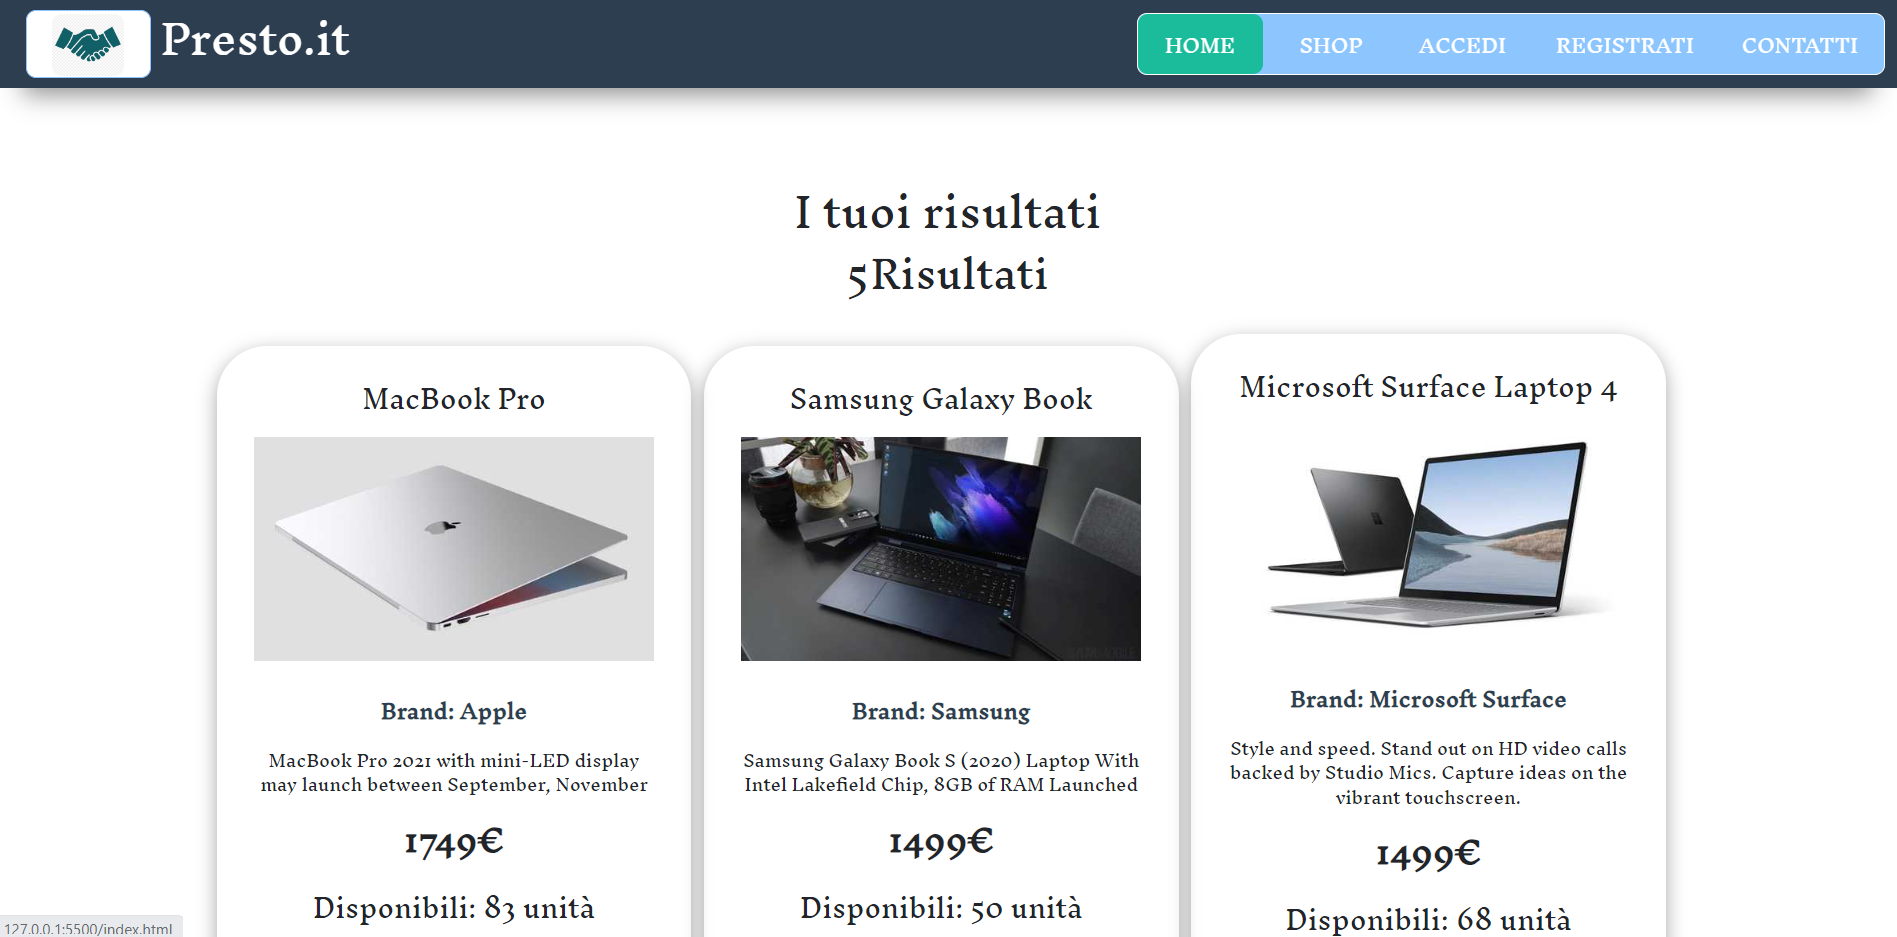 Presto.it
HOME SHOP ACCEDI REGISTRATI CONTATTI
I tuoi risultati
5Risultati
MacBook Pro
Brand: Apple
MacBook Pro 2021 with mini-LED display
may launch between September, November
1749€
Disponibili: 83 unità
Samsung Galaxy Book
Brand: Samsung
Samsung Galaxy Book S (2020) Laptop With
Intel Lakefield Chip, 8GB of RAM Launched
1499€
Disponibili: 50 unità
Microsoft Surface Laptop 4
Brand: Microsoft Surface
Style and speed. Stand out on HD video calls
backed by Studio Mics. Capture ideas on the
vibrant touchscreen.
1499€
Disponibili: 68 unità
127.0.0.1:5500/index.html